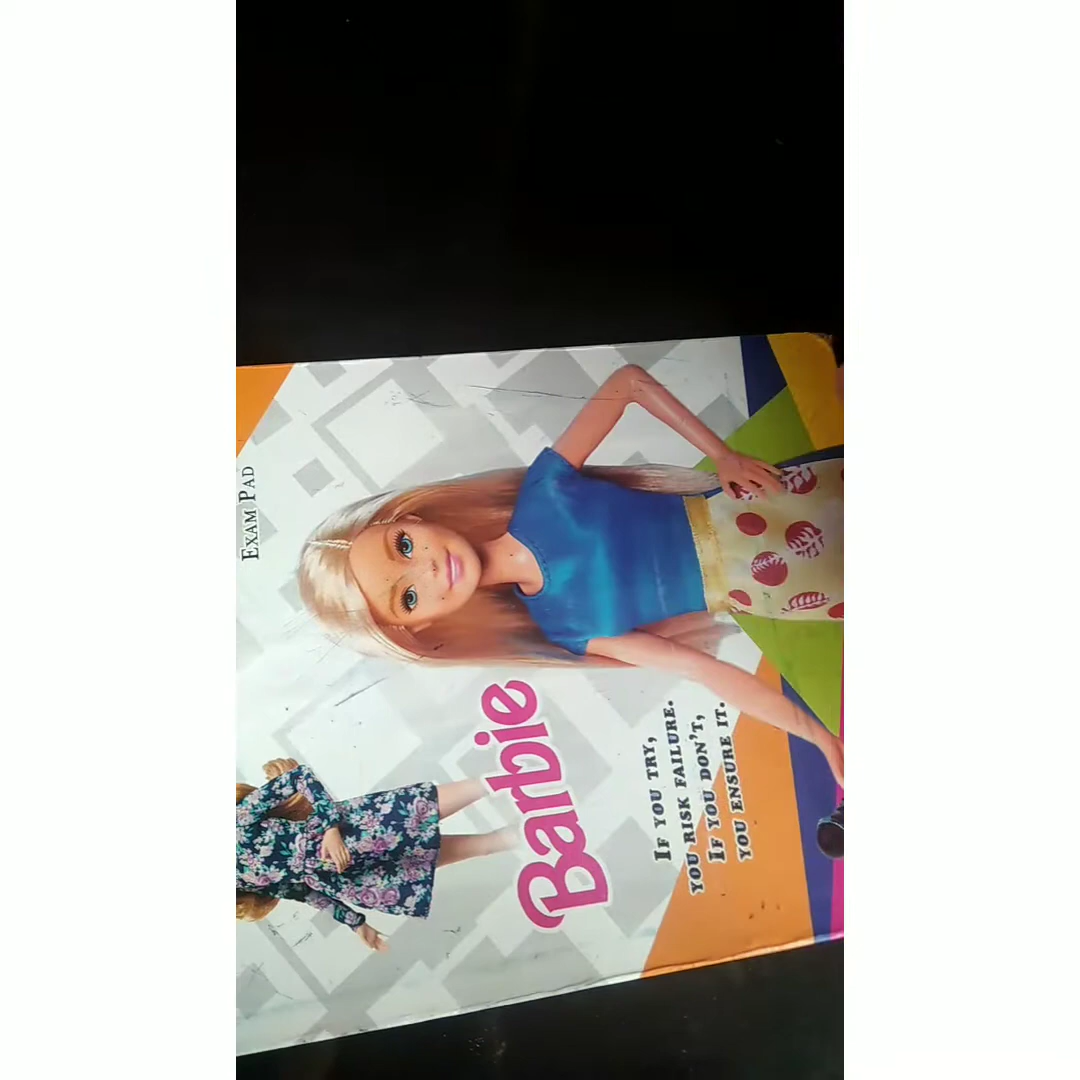 EXAM PAD
Barbie
IF YOU TRY,
YOU RISK FAILURE.
IF YOU DON'T,
YOU ENSURE IT.